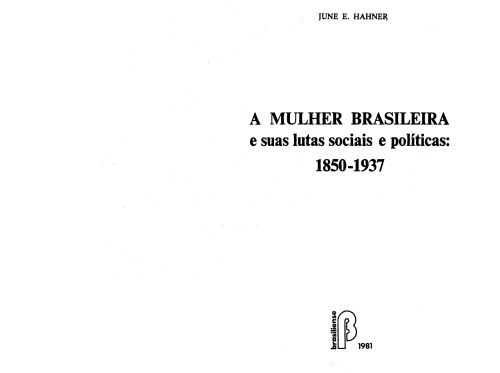 JUNE E. HAHNER
A MULHER BRASILEIRA
e suas lutas sociais e políticas:
1850-1937
brasiliense
1981